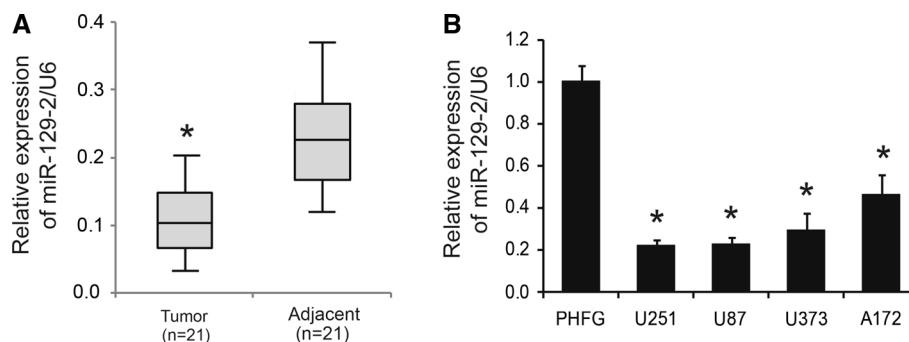 A
Relative expression
of miR-129-2/U6
0.4
0.3
0.2
0.1
0.0
*
Tumor
(n=21)
Adjacent
(n=21)
B
Relative expression
of miR-129-2/U6
1.2
1.0
0.8
0.6
0.4
0.2
0.0
* * * *
PHFG U251 U87 U373 A172